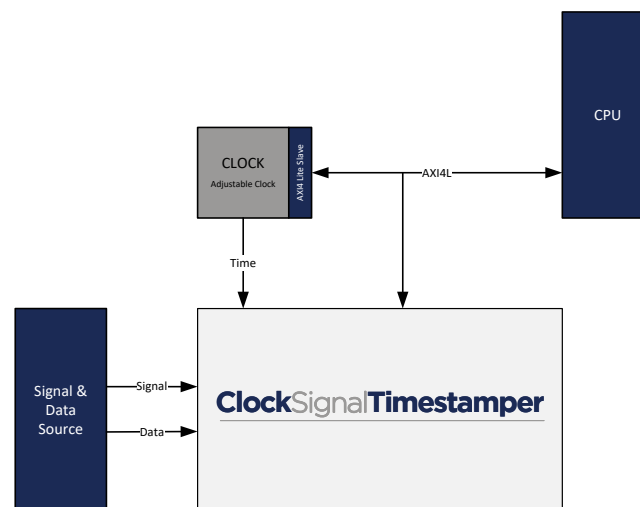 CPU
CLOCK
Adjustable Clock
AXI4 Lite Slave
AXI4L
Time
Signal &
Data
Source
Signal
Data
ClockSignalTimestamper